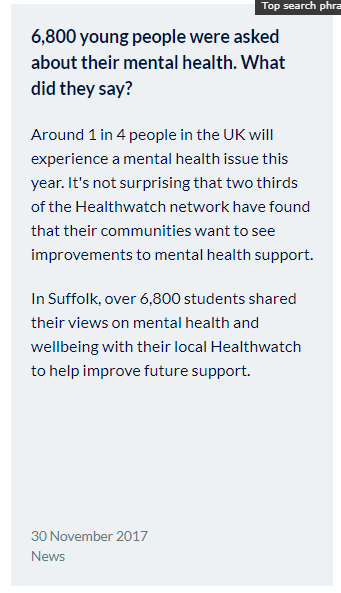 Top search phra
6,800 young people were asked
about their mental health. What
did they say?
Around 1 in 4 people in the UK will
experience a mental health issue this
year. It's not surprising that two thirds
of the Healthwatch network have found
that their communities want to see
improvements to mental health support.
In Suffolk, over 6,800 students shared
their views on mental health and
wellbeing with their local Healthwatch
to help improve future support.
30 November 2017
News